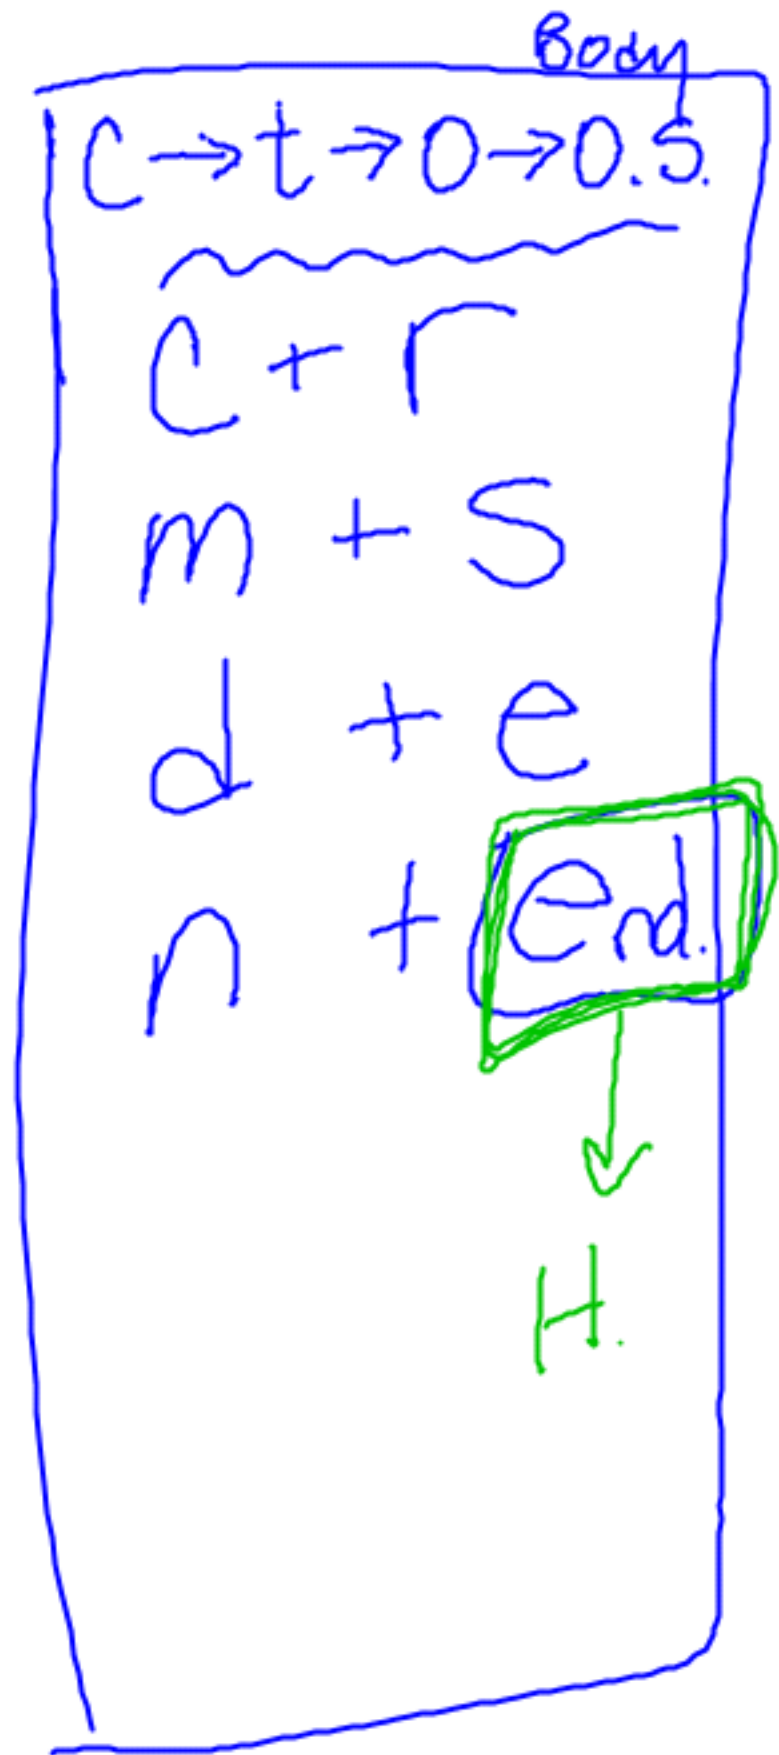 Body
C → t → O → O.S.
C + r
m + S
d + e
n + end.
H.